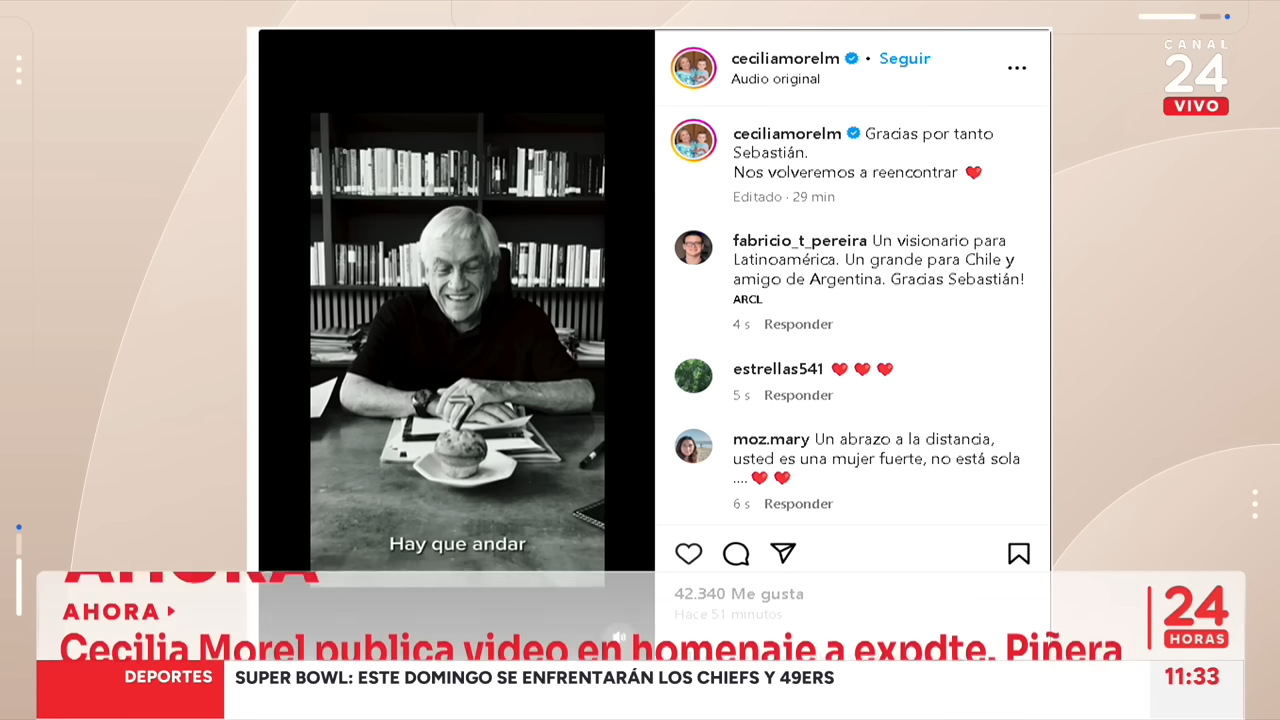 CANAL
24
VIVO
ceciliamorelm • Seguir
Audio original
ceciliamorelm Gracias por tanto
Sebastián.
Nos volveremos a reencontrar ❤️
Editado · 29 min
fabricio_t_pereira Un visionario para
Latinoamérica. Un grande para Chile y
amigo de Argentina. Gracias Sebastián!
ARCL
4 s Responder
estrellas541 ❤️ ❤️ ❤️
5 s Responder
moz.mary Un abrazo a la distancia,
usted es una mujer fuerte, no está sola
.... ❤️ ❤️
6 s Responder
Hay que andar
42.340 Me gusta
Hace 51 minutos
AHORA
AHORA
Cecilia Morel publica video en homenaje a expdte. Piñera
24
HORAS
DEPORTES
SUPER BOWL: ESTE DOMINGO SE ENFRENTARÁN LOS CHIEFS Y 49ERS
11:33